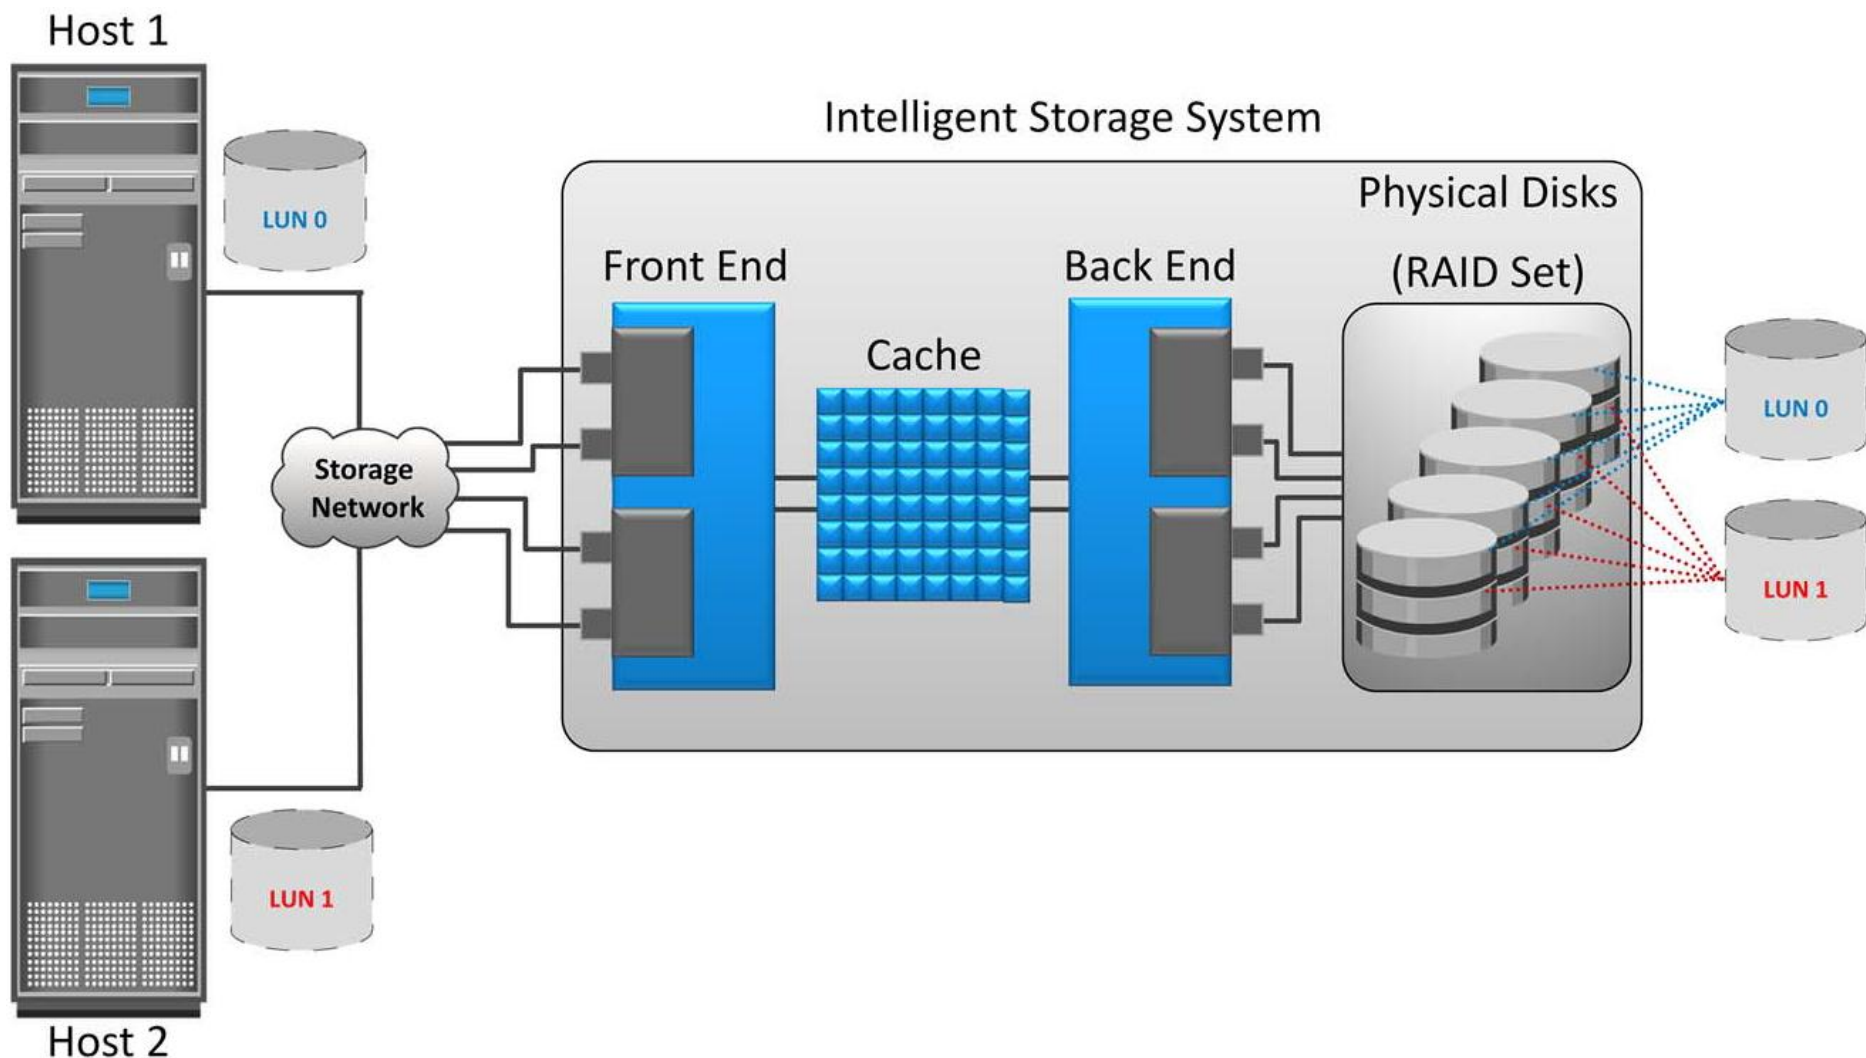 Host 1
LUN 0
Intelligent Storage System
Physical Disks
(RAID Set)
Front End
Back End
Cache
Storage
Network
LUN 0
LUN 1
LUN 1
Host 2